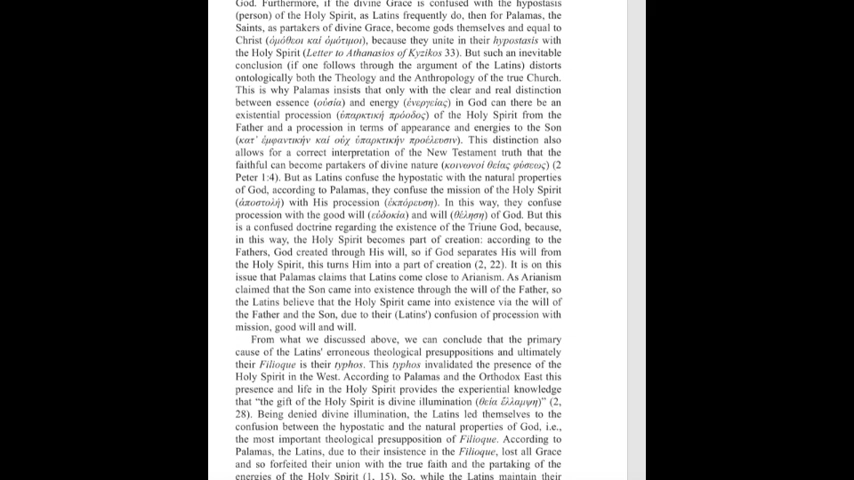 God. Furthermore, if the divine Grace is confused with the hypostasis
(person) of the Holy Spirit, as Latins frequently do, then for Palamas, the
Saints, as partakers of divine Grace, become gods themselves and equal to
Christ (ὁμόθεοι καί ὁμότιμοι), because they unite in their hypostasis with
the Holy Spirit (Letter to Athanasios of Kyzikos 33). But such an inevitable
conclusion (if one follows through the argument of the Latins) distorts
ontologically both the Theology and the Anthropology of the true Church.
This is why Palamas insists that only with the clear and real distinction
between essence (οὐσία) and energy (ἐνεργείας) in God can there be an
existential procession (ὑπαρκτική πρόοδος) of the Holy Spirit from the
Father and a procession in terms of appearance and energies to the Son
(κατ᾽ ἐμφαντικήν καί οὐχ ὑπαρκτικήν προέλευσιν). This distinction also
allows for a correct interpretation of the New Testament truth that the
faithful can become partakers of divine nature (κοινωνοί θείας φύσεως) (2
Peter 1:4). But as Latins confuse the hypostatic with the natural properties
of God, according to Palamas, they confuse the mission of the Holy Spirit
(ἀποστολή) with His procession (ἐκπόρευση). In this way, they confuse
procession with the good will (εὐδοκία) and will (θέληση) of God. But this
is a confused doctrine regarding the existence of the Triune God, because,
in this way, the Holy Spirit becomes part of creation: according to the
Fathers, God created through His will, so if God separates His will from
the Holy Spirit, this turns Him into a part of creation (2, 22). It is on this
issue that Palamas claims that Latins come close to Arianism. As Arianism
claimed that the Son came into existence through the will of the Father, so
the Latins believe that the Holy Spirit came into existence via the will of
the Father and the Son, due to their (Latins') confusion of procession with
mission, good will and will.
From what we discussed above, we can conclude that the primary
cause of the Latins' erroneous theological presuppositions and ultimately
their Filioque is their typhos. This typhos invalidated the presence of the
Holy Spirit in the West. According to Palamas and the Orthodox East this
presence and life in the Holy Spirit provides the experiential knowledge
that “the gift of the Holy Spirit is divine illumination (θεία ἔλλαμψη)” (2,
28). Being denied divine illumination, the Latins led themselves to the
confusion between the hypostatic and the natural properties of God, i.e.,
the most important theological presupposition of Filioque. According to
Palamas, the Latins, due to their insistence in the Filioque, lost all Grace
and so forfeited their union with the true faith and the partaking of the
energies of the Holy Spirit (1, 15). So, while the Latins maintain their